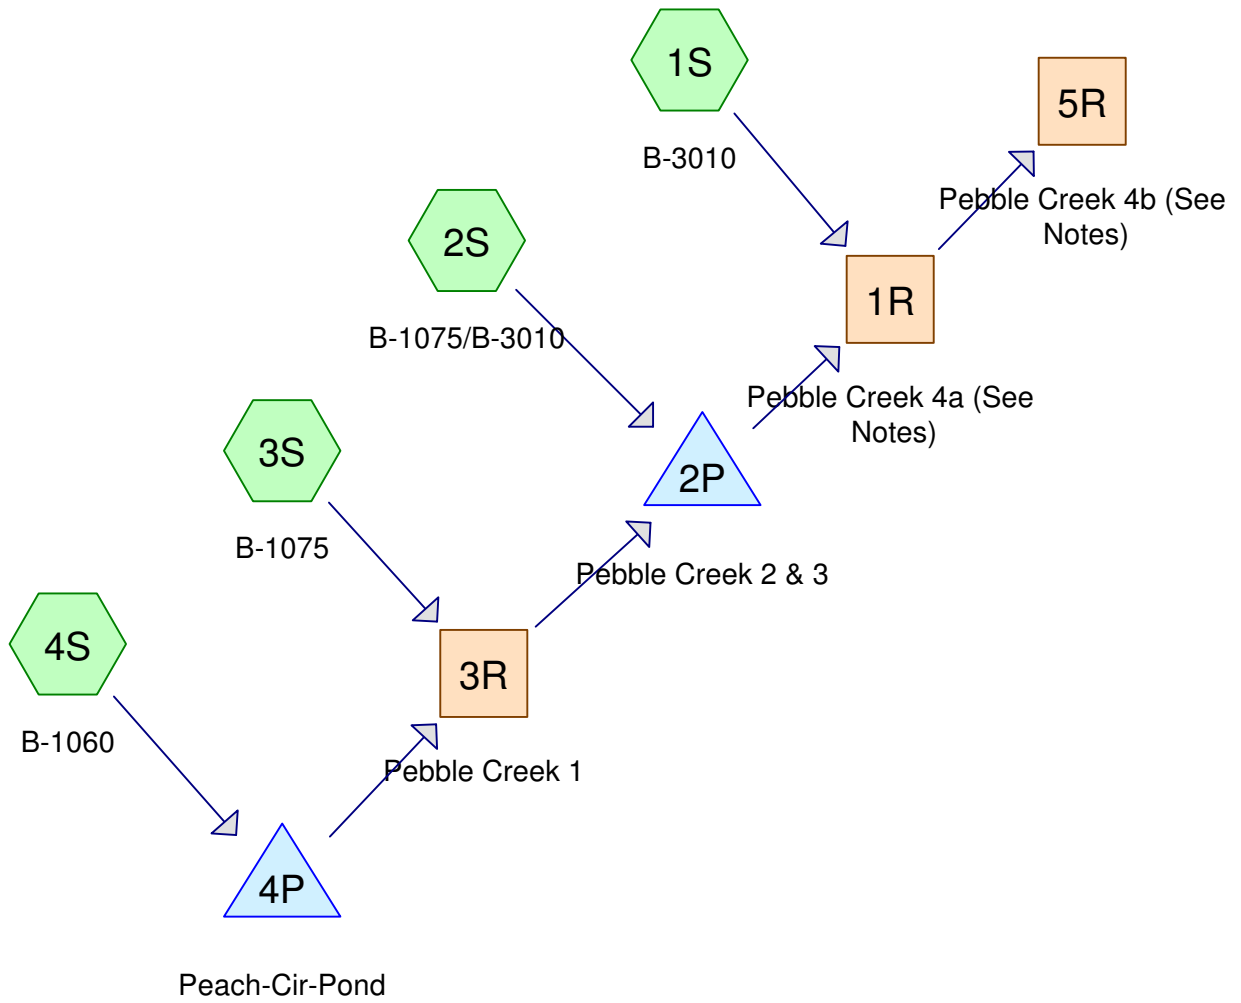 1S
B-3010
5R
Pebble Creek 4b (See
Notes)
2S
B-1075/B-3010
1R
Pebble Creek 4a (See
Notes)
3S
B-1075
2P
Pebble Creek 2 & 3
4S
B-1060
3R
Pebble Creek 1
4P
Peach-Cir-Pond